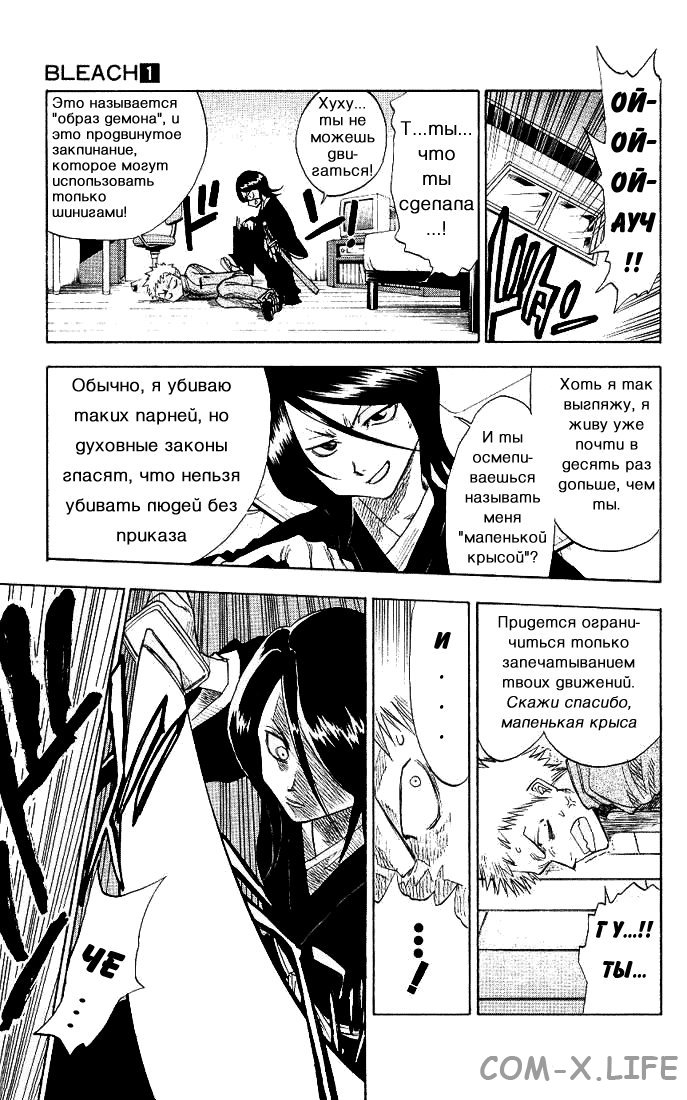 BLEACH 1
ОЙ-
ОЙ-
ОЙ-
АУЧ
!!
Т...ты...
что
ты
сделала
...!
Хуху...
ты не
можешь
дви-
гаться!
Это называется
"образ демона", и
это продвинутое
заклинание,
которое могут
использовать
только
шинигами!
Хоть я так
выгляжу, я
живу уже
почти в
десять раз
дольше, чем
ты.
И ты
осмели-
ваешься
называть
меня
"маленькой
крысой"?
Обычно, я убиваю
таких парней, но
духовные законы
гласят, что нельзя
убивать людей без
приказа
Придется ограни-
читься только
запечатыванием
твоих движений.
Скажи спасибо,
маленькая крыса
ГУ...!!
ТЫ...
И
.
.
.
...!
ЧЕ
...
COM-X.LIFE